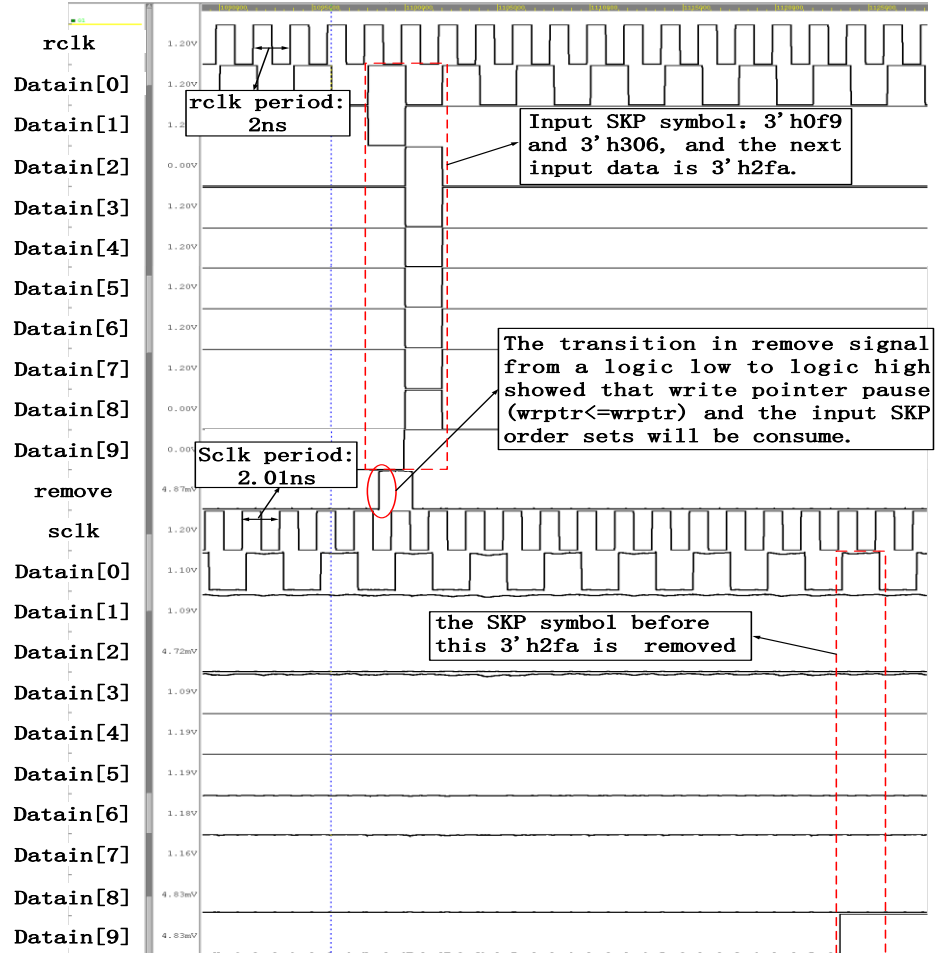 rclk
1.20V
Datain[0]
1.20V
rclk period:
2ns
Datain[1]
Input SKP symbol: 3'h0f9
and 3'h306, and the next
input data is 3'h2fa.
Datain[2]
0.00V
Datain[3]
1.20V
Datain[4]
1.20V
Datain[5]
1.20V
Datain[6]
1.20V
The transition in remove signal
from a logic low to logic high
showed that write pointer pause
(wrptr<=wrptr) and the input SKP
order sets will be consume.
Datain[7]
1.20V
Datain[8]
0.00V
Datain[9]
0.00V
Sclk period:
2.01ns
remove
4.87mV
sclk
1.20V
Datain[0]
1.10V
Datain[1]
1.09V
the SKP symbol before
this 3'h2fa is removed
Datain[2]
4.72mV
Datain[3]
1.09V
Datain[4]
1.19V
Datain[5]
1.19V
Datain[6]
1.18V
Datain[7]
1.16V
Datain[8]
4.83mV
Datain[9]
4.83mV